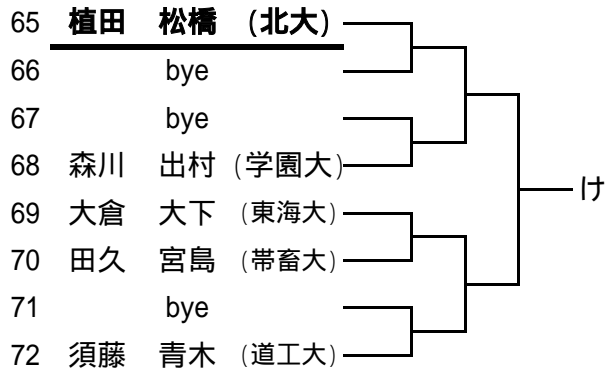 65 植田 松橋 (北大)
66 bye
67 bye
68 森川 出村 (学園大)
69 大倉 大下 (東海大)
70 田久 宮島 (帯畜大)
71 bye
72 須藤 青木 (道工大)
け